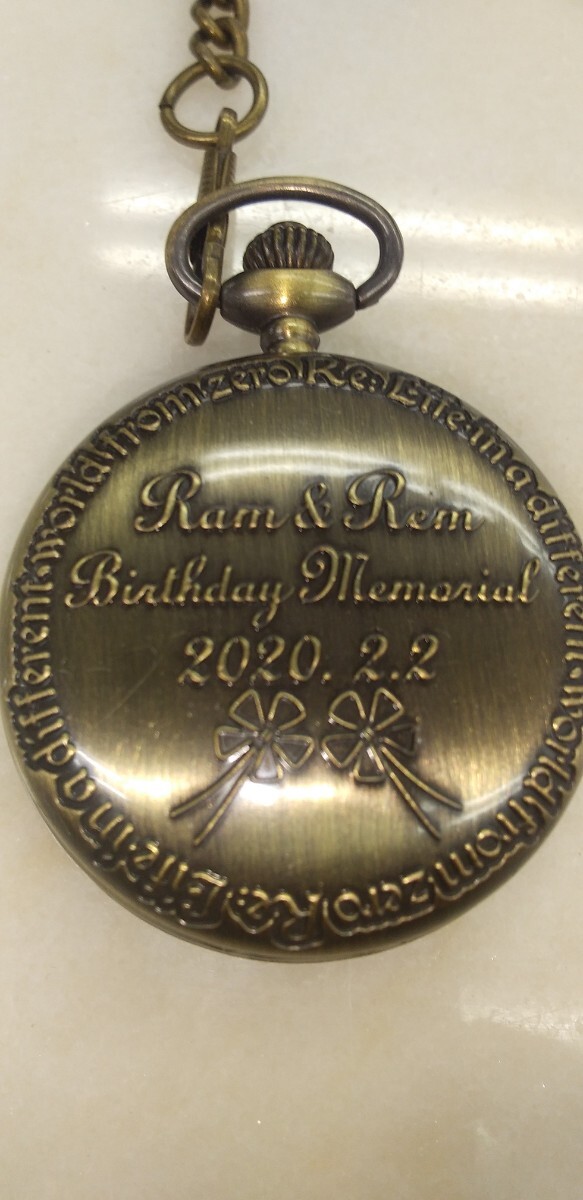 Re: Life in a different world from zero Re: Life in a different world from zero
Ram & Rem
Birthday Memorial
2020. 2.2